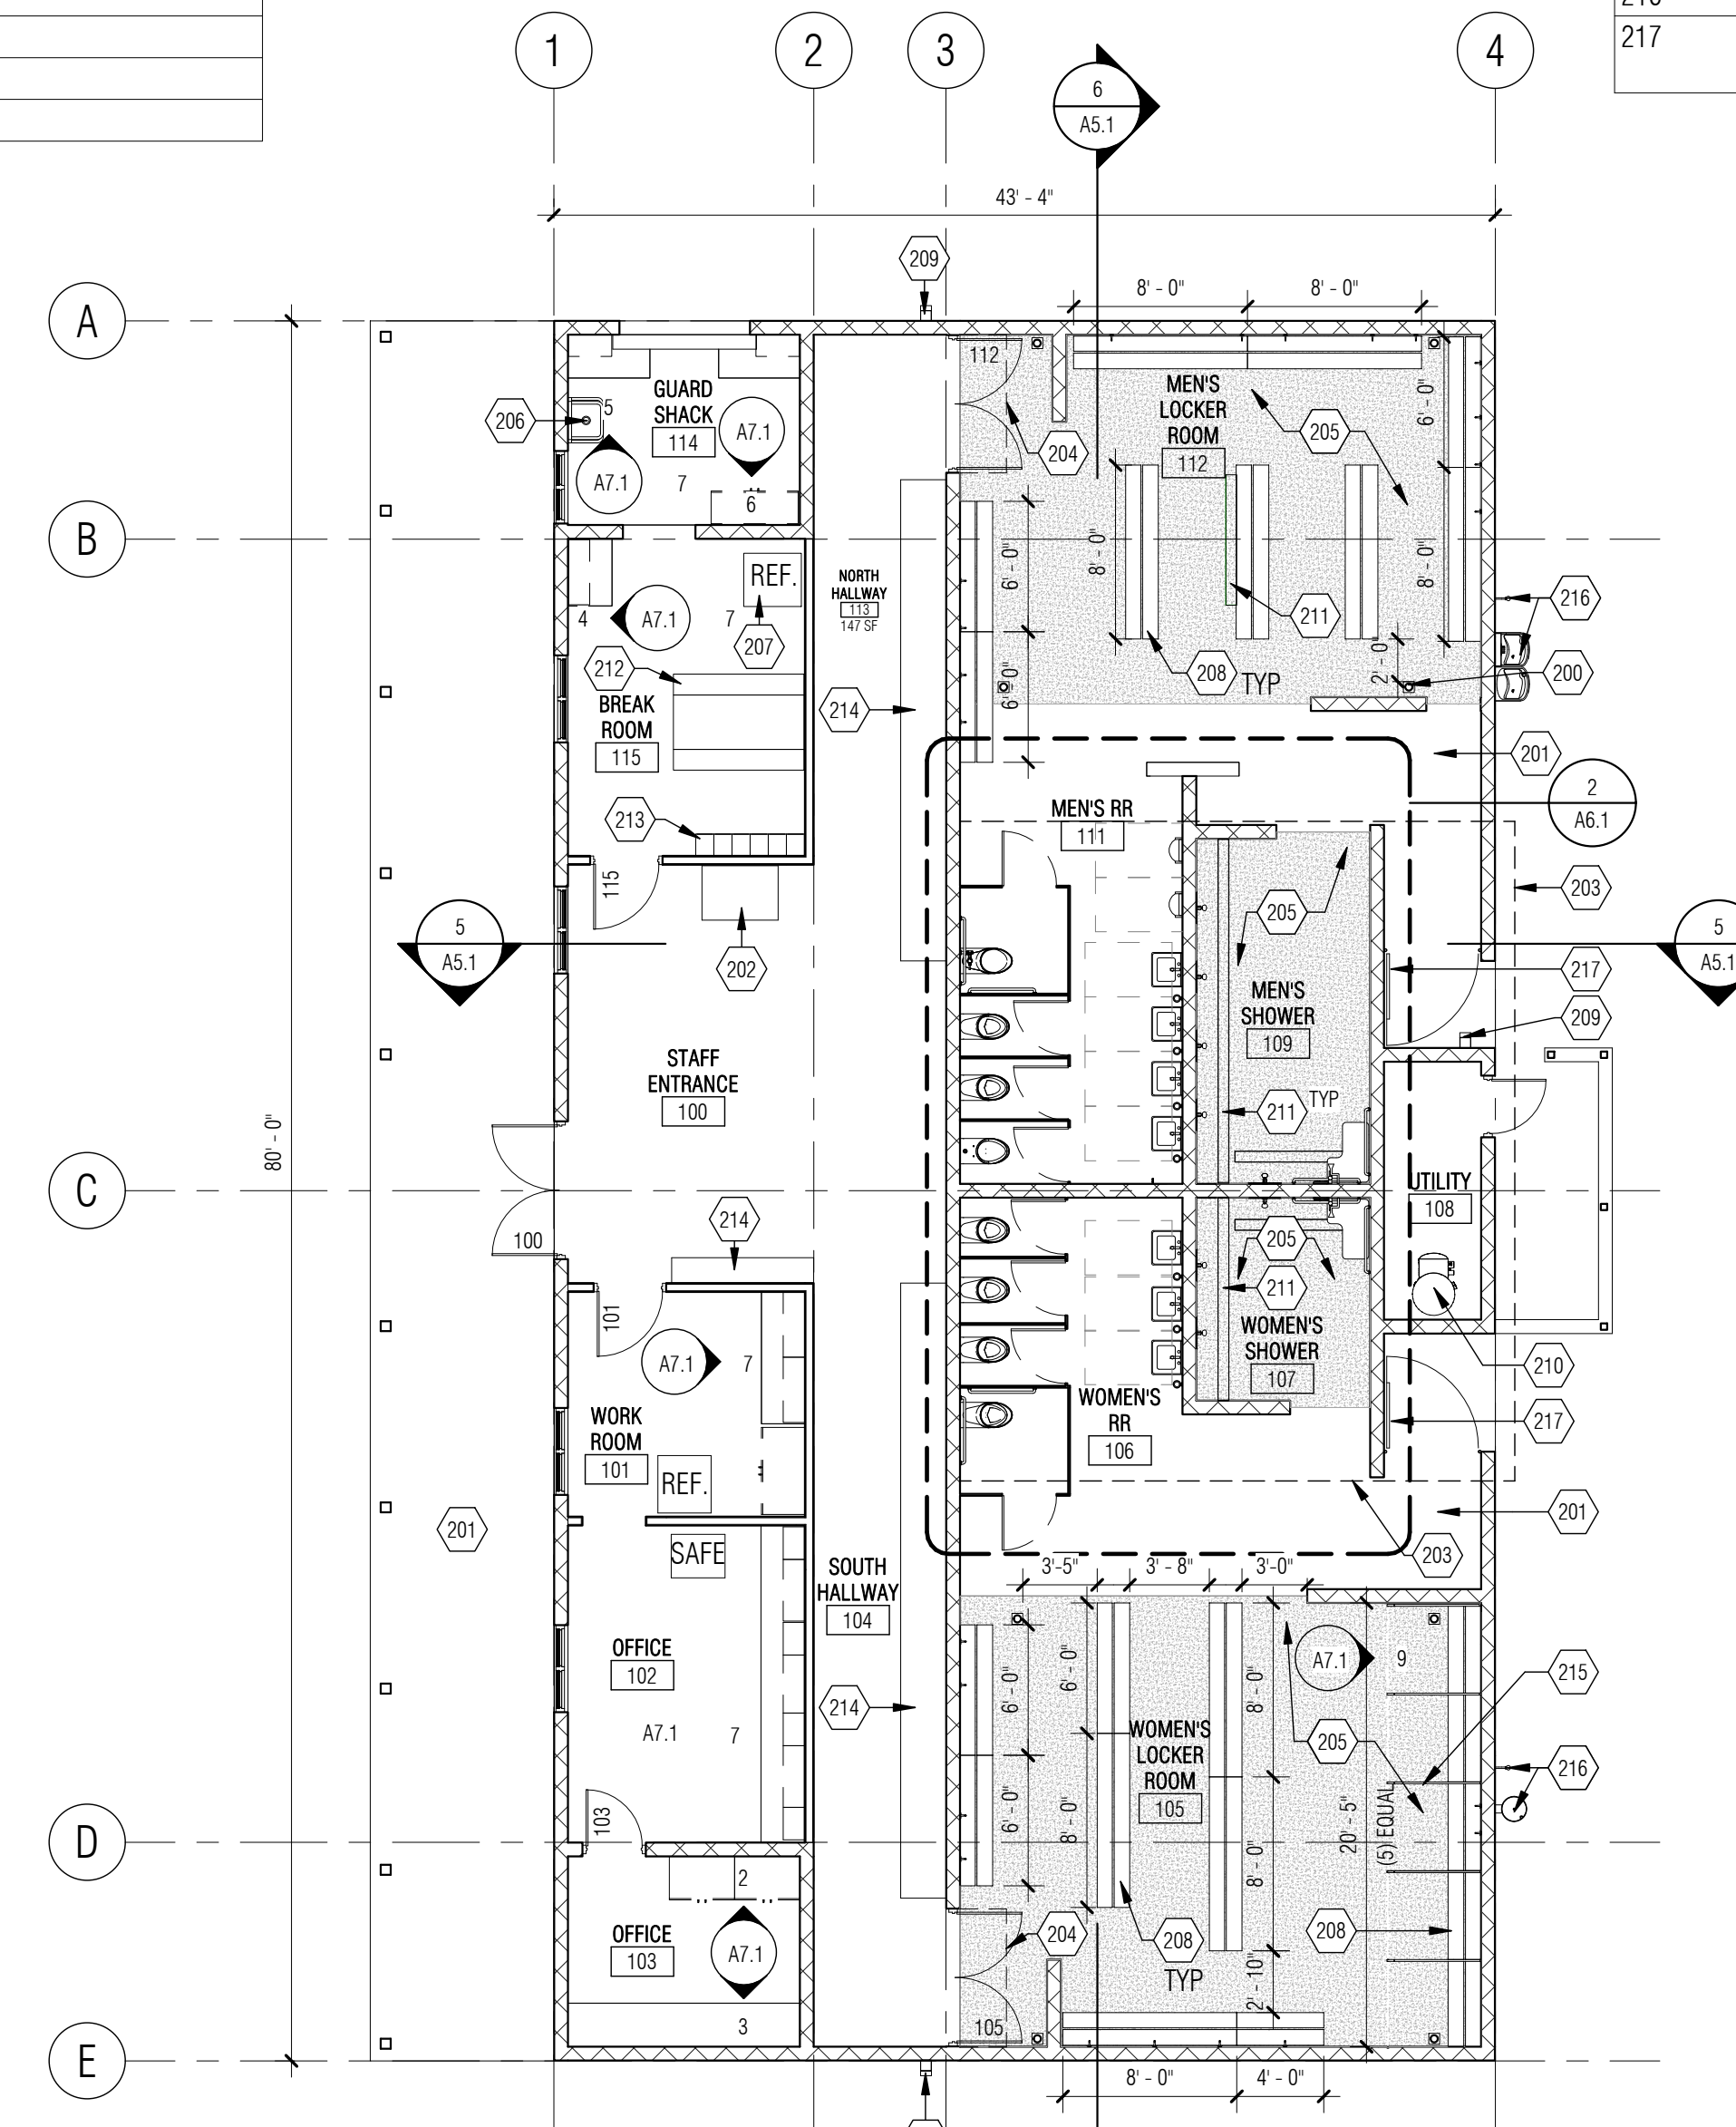 217
1
2
3
4
6
A5.1
43' - 4"
209
8' - 0"
8' - 0"
A
112
GUARD
SHACK
114
5
206
A7.1
A7.1
7
6
MEN'S
LOCKER
ROOM
112
204
205
6' - 0"
B
REF.
4
A7.1
7
207
NORTH
HALLWAY
113
147 SF
6' - 0"
8' - 0"
8' - 0"
211
216
212
BREAK
ROOM
115
208
TYP
2' - 0"
200
6' - 0"
214
201
213
MEN'S RR
111
2
A6.1
115
203
205
5
A5.1
202
5
A5.1
217
MEN'S
SHOWER
109
209
STAFF
ENTRANCE
100
211
TYP
80' - 0"
C
UTILITY
108
214
100
205
211
101
A7.1
7
WOMEN'S
SHOWER
107
210
WORK
ROOM
101
REF.
WOMEN'S
RR
106
217
201
201
SAFE
203
3'-5"
3' - 8"
3'-0"
SOUTH
HALLWAY
104
OFFICE
102
A7.1
7
6' - 0"
6' - 0"
8' - 0"
A7.1
9
215
214
WOMEN'S
LOCKER
ROOM
105
205
216
6' - 0"
8' - 0"
8' - 0"
20' - 5"
(5) EQUAL
103
D
2
OFFICE
103
A7.1
204
208
TYP
208
2' - 10"
3
105
E
8' - 0"
4' - 0"